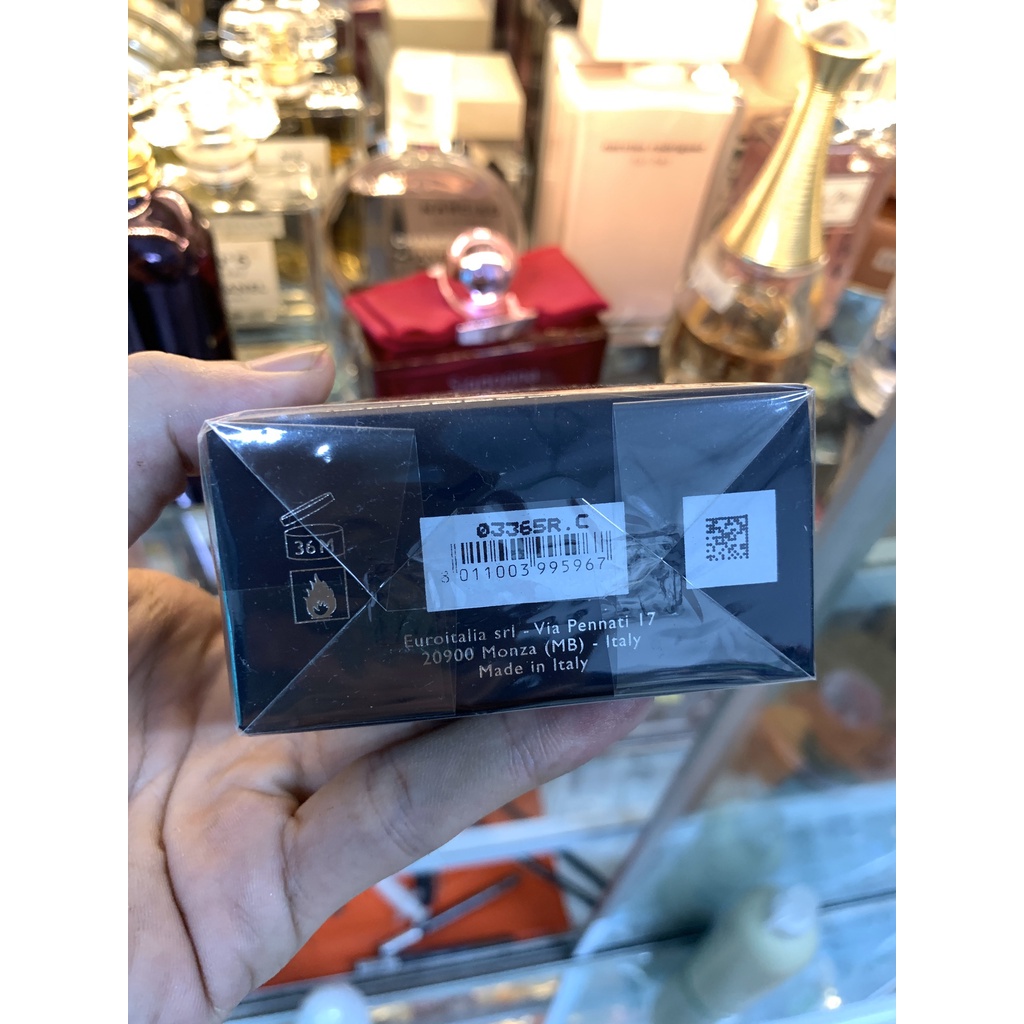 36M
03365R.C
8 011003 995967
Euroitalia srl - Via Pennati 17
20900 Monza (MB) - Italy
Made in Italy